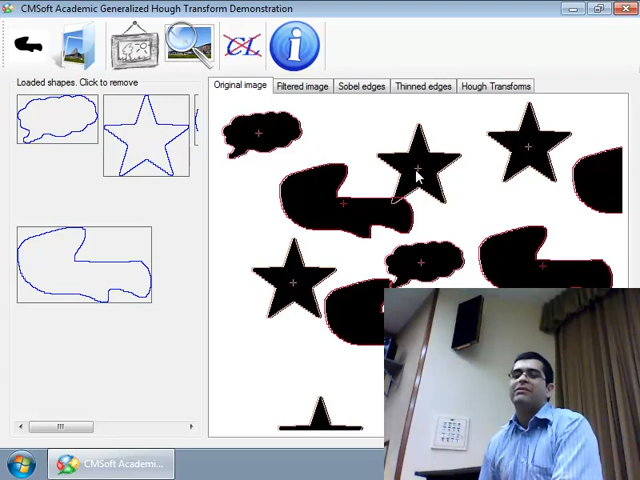 CMSoft Academic Generalized Hough Transform Demonstration
CL
Loaded shapes. Click to remove
Original image
Filtered image
Sobel edges
Thinned edges
Hough Transforms
CMSoft Academi...